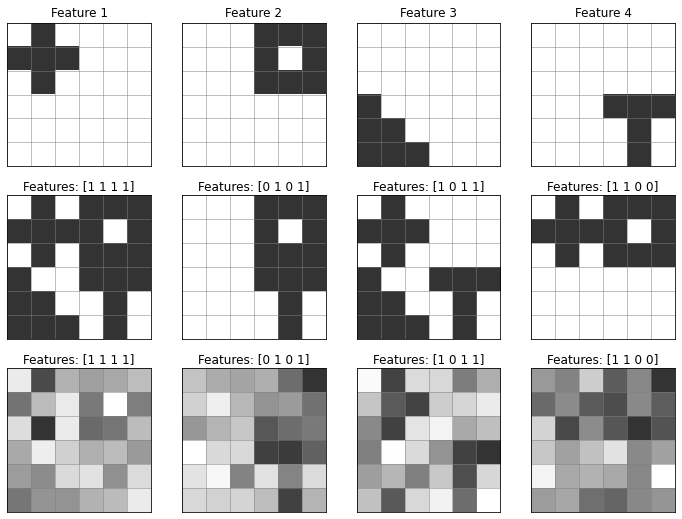 Feature 1
Feature 2
Feature 3
Feature 4
Features: [1 1 1 1]
Features: [0 1 0 1]
Features: [1 0 1 1]
Features: [1 1 0 0]
Features: [1 1 1 1]
Features: [0 1 0 1]
Features: [1 0 1 1]
Features: [1 1 0 0]